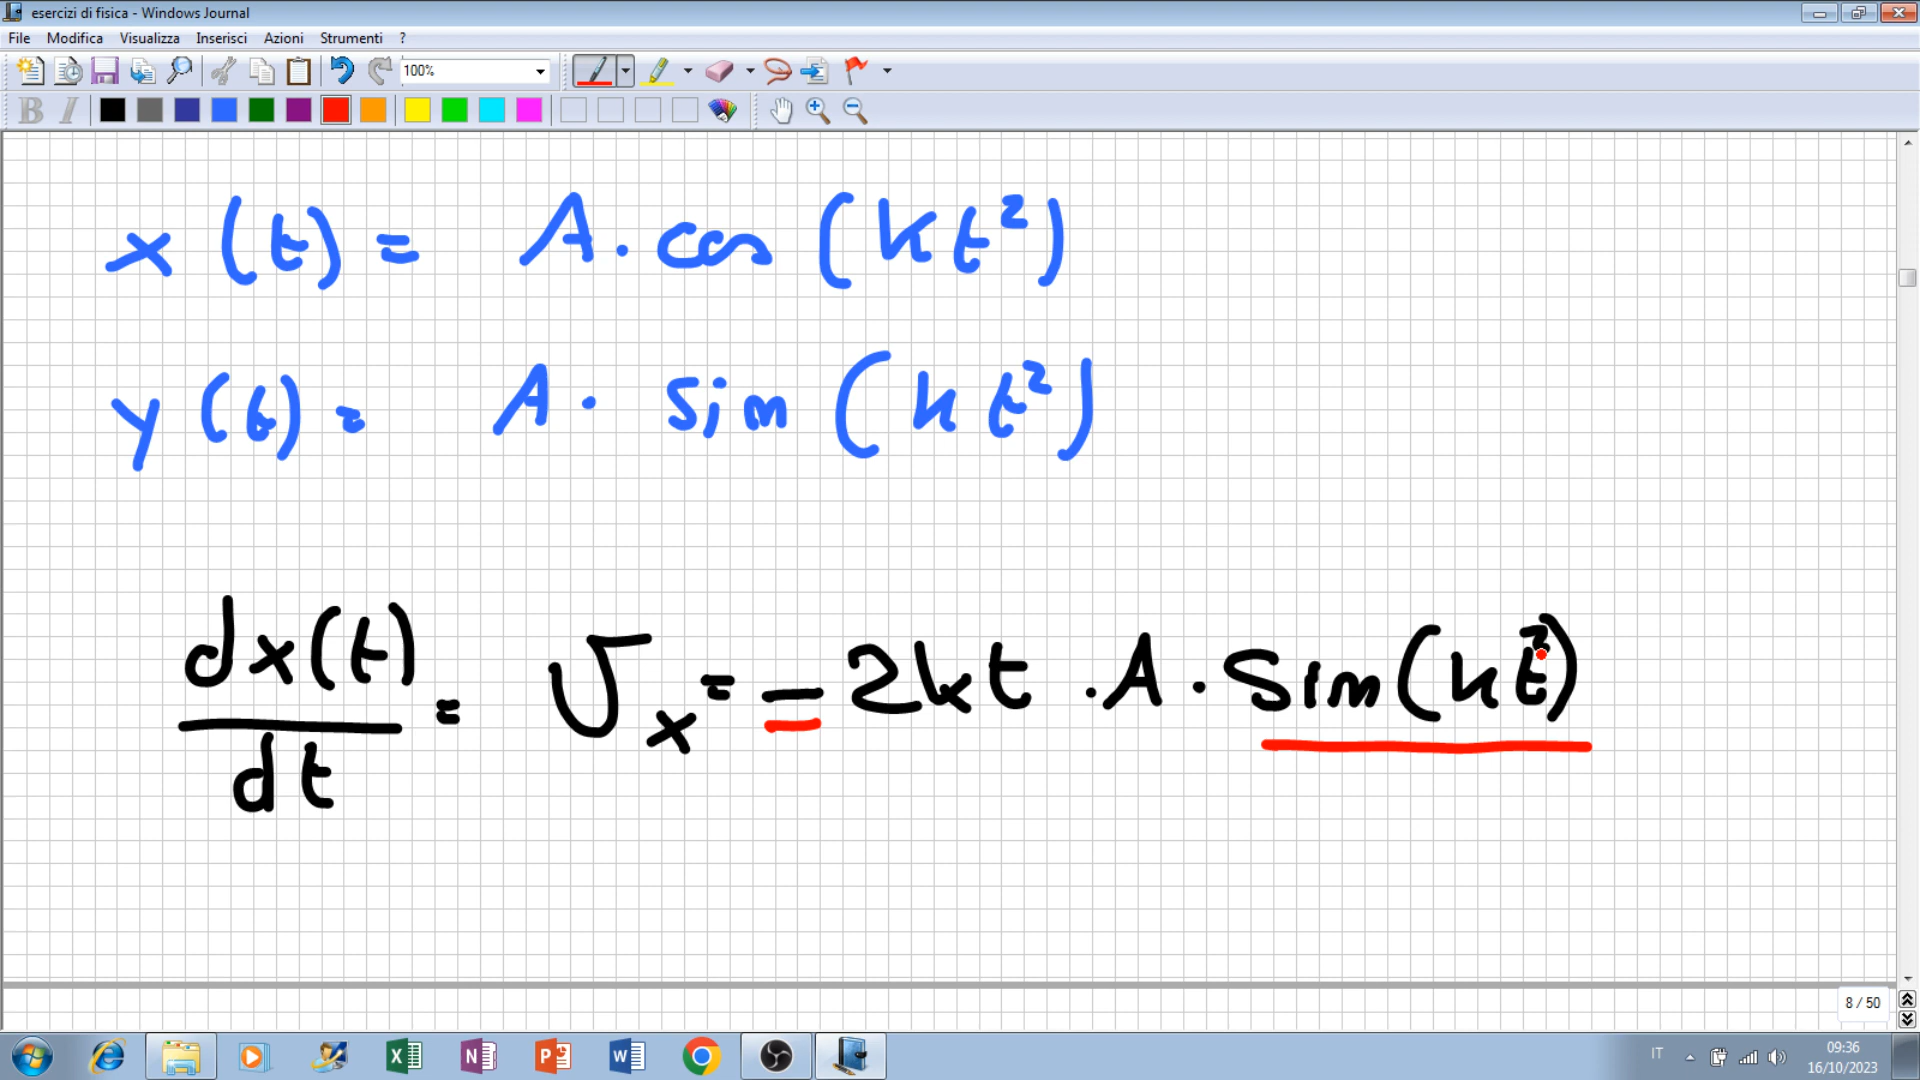 esercizi di fisica - Windows Journal
File Modifica Visualizza Inserisci Azioni Strumenti ?
100%
B I
x(t) = A · cos(kt²)
y(t) = A · sin(kt²)
dx(t)/dt = v_x = − 2kt · A · sin(kt²)
8 / 50
IT 09:36
16/10/2023